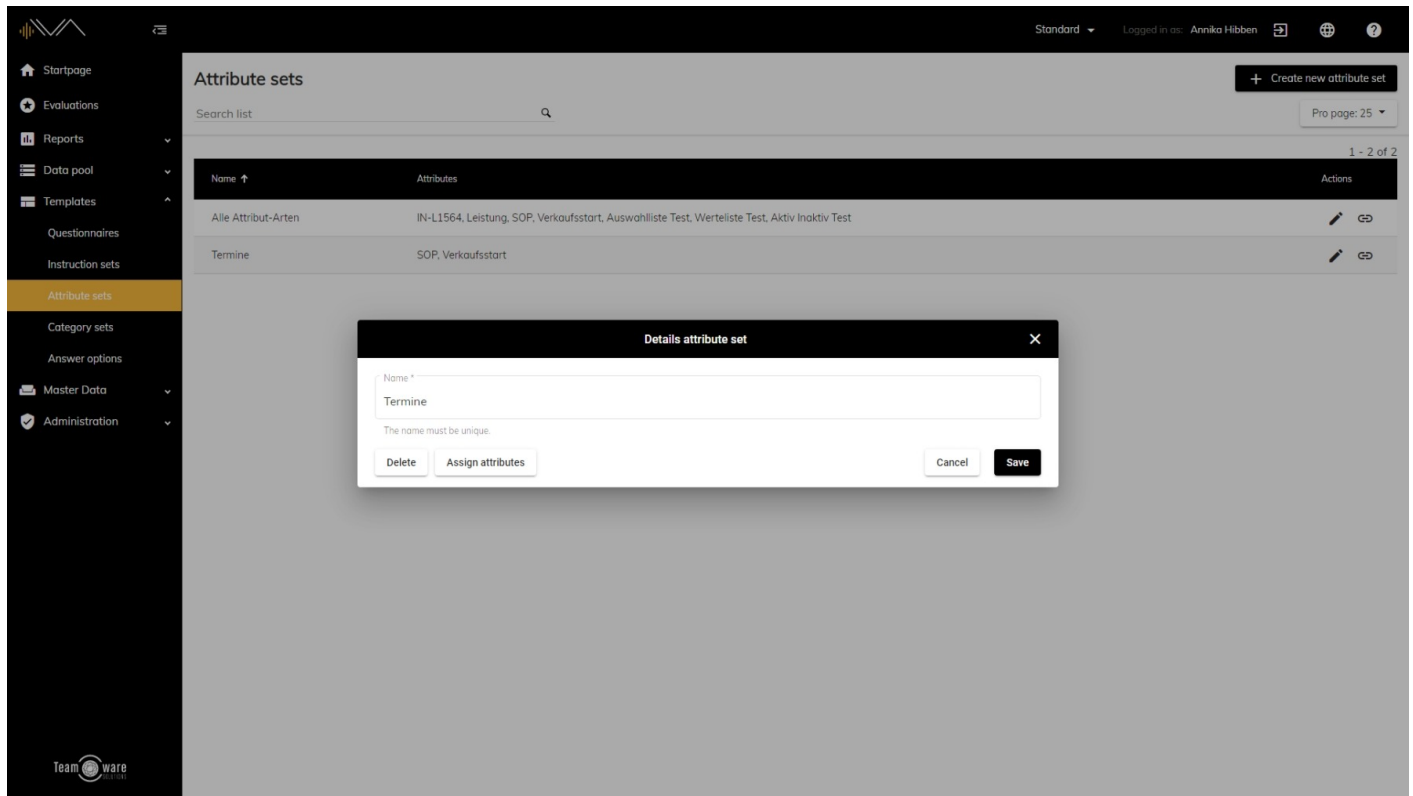 Standard
Logged in as: Annika Hibben
Startpage
Evaluations
Reports
Data pool
Templates
Questionnaires
Instruction sets
Attribute sets
Category sets
Answer options
Master Data
Administration
Team ware
Attribute sets
+ Create new attribute set
Search list
Pro page: 25
1 - 2 of 2
Name ↑ Attributes Actions
Alle Attribut-Arten IN-L1564, Leistung, SOP, Verkaufsstart, Auswahlliste Test, Werteliste Test, Aktiv Inaktiv Test
Termine SOP, Verkaufsstart
Details attribute set
Name *
Termine
The name must be unique.
Delete Assign attributes Cancel Save